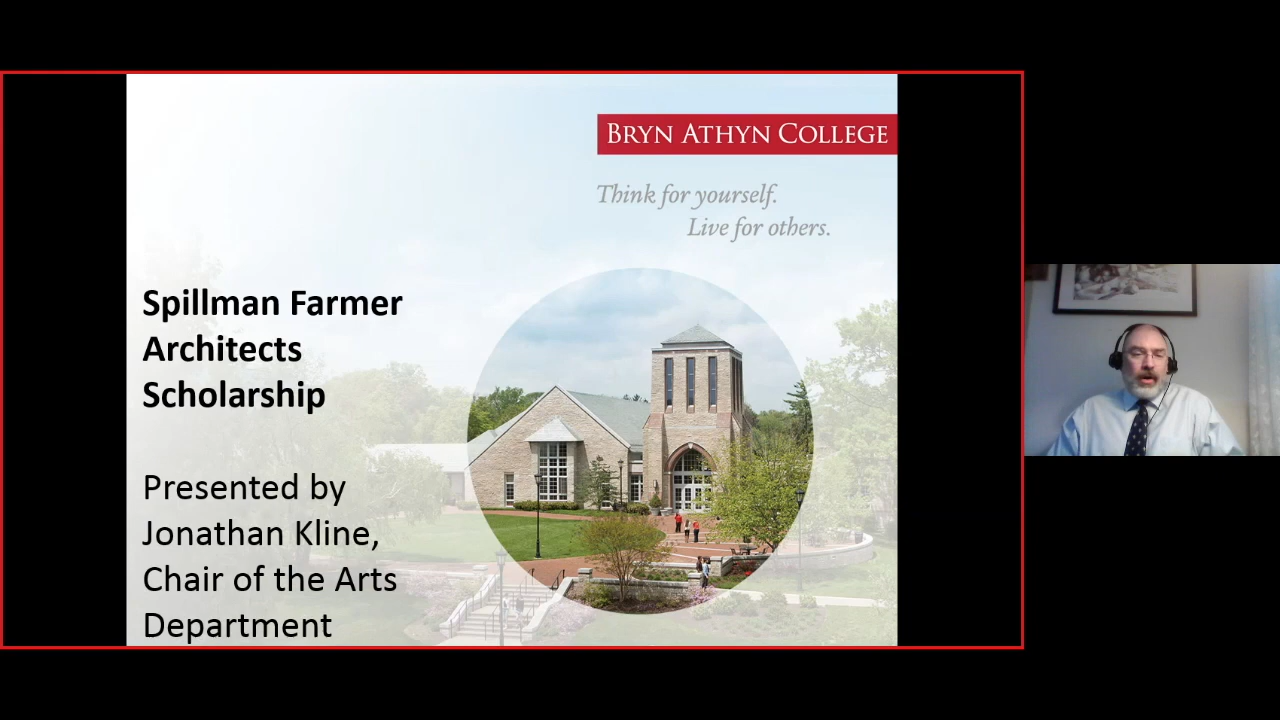 BRYN ATHYN COLLEGE
Think for yourself.
Live for others.
Spillman Farmer
Architects
Scholarship
Presented by
Jonathan Kline,
Chair of the Arts
Department